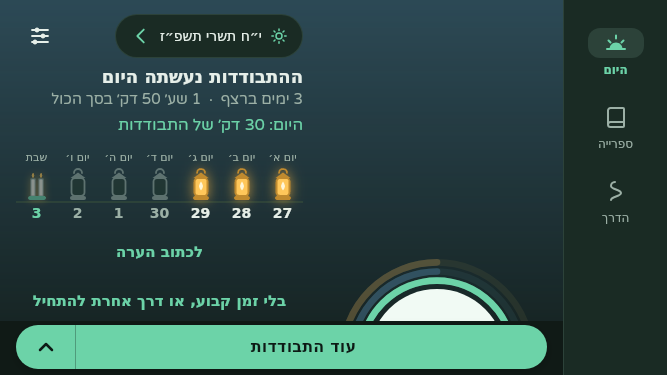 י״ח תשרי תשפ״ז
ההתבודדות נעשתה היום
3 ימים ברצף · 1 שע׳ 50 דק׳ בסך הכול
היום: 30 דק׳ של התבודדות
יום א׳ יום ב׳ יום ג׳ יום ד׳ יום ה׳ יום ו׳ שבת
27 28 29 30 1 2 3
לכתוב הערה
בלי זמן קבוע, או דרך אחרת להתחיל
עוד התבודדות
היום
ספרייה
הדרך